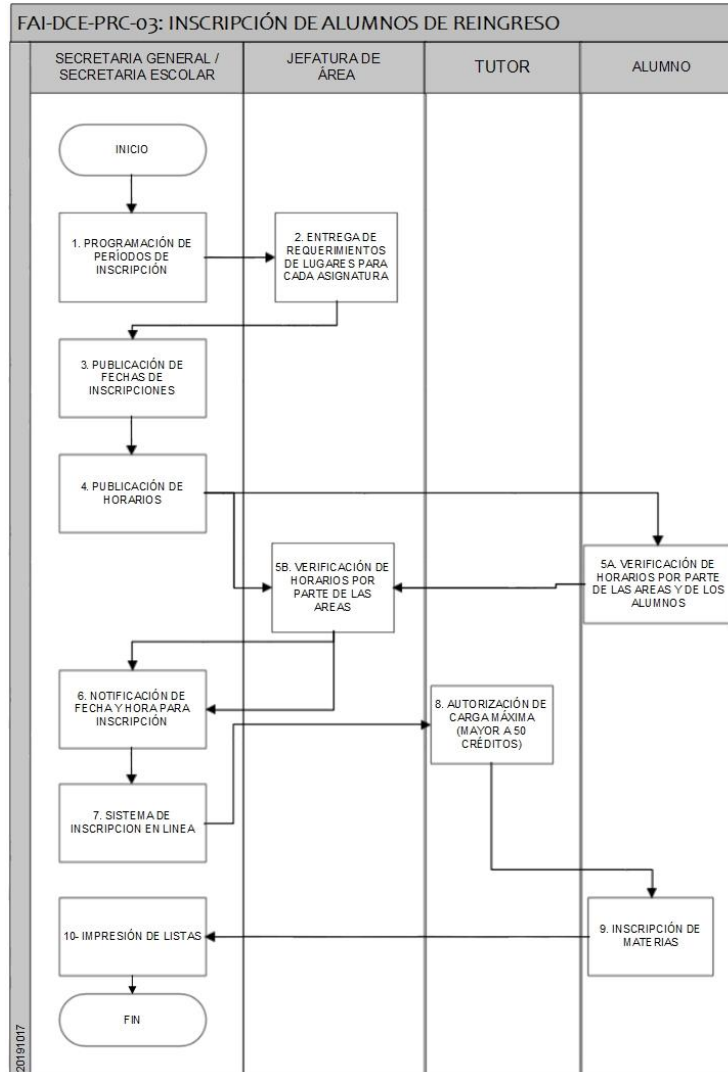 FAI-DCE-PRC-03: INSCRIPCIÓN DE ALUMNOS DE REINGRESO
SECRETARIA GENERAL /
SECRETARIA ESCOLAR
JEFATURA DE
ÁREA
TUTOR
ALUMNO
INICIO
1. PROGRAMACIÓN DE
PERÍODOS DE
INSCRIPCIÓN
2. ENTREGA DE
REQUERIMIENTOS
DE LUGARES PARA
CADA ASIGNATURA
3. PUBLICACIÓN DE
FECHAS DE
INSCRIPCIONES
4. PUBLICACIÓN DE
HORARIOS
5B. VERIFICACIÓN DE
HORARIOS POR
PARTE DE LAS
AREAS
5A. VERIFICACIÓN DE
HORARIOS POR PARTE
DE LAS AREAS Y DE LOS
ALUMNOS
6. NOTIFICACIÓN DE
FECHA Y HORA PARA
INSCRIPCIÓN
8. AUTORIZACIÓN DE
CARGA MÁXIMA
(MAYOR A 50
CRÉDITOS)
7. SISTEMA DE
INSCRIPCION EN LINEA
9. INSCRIPCIÓN DE
MATERIAS
10- IMPRESIÓN DE LISTAS
FIN
20191017